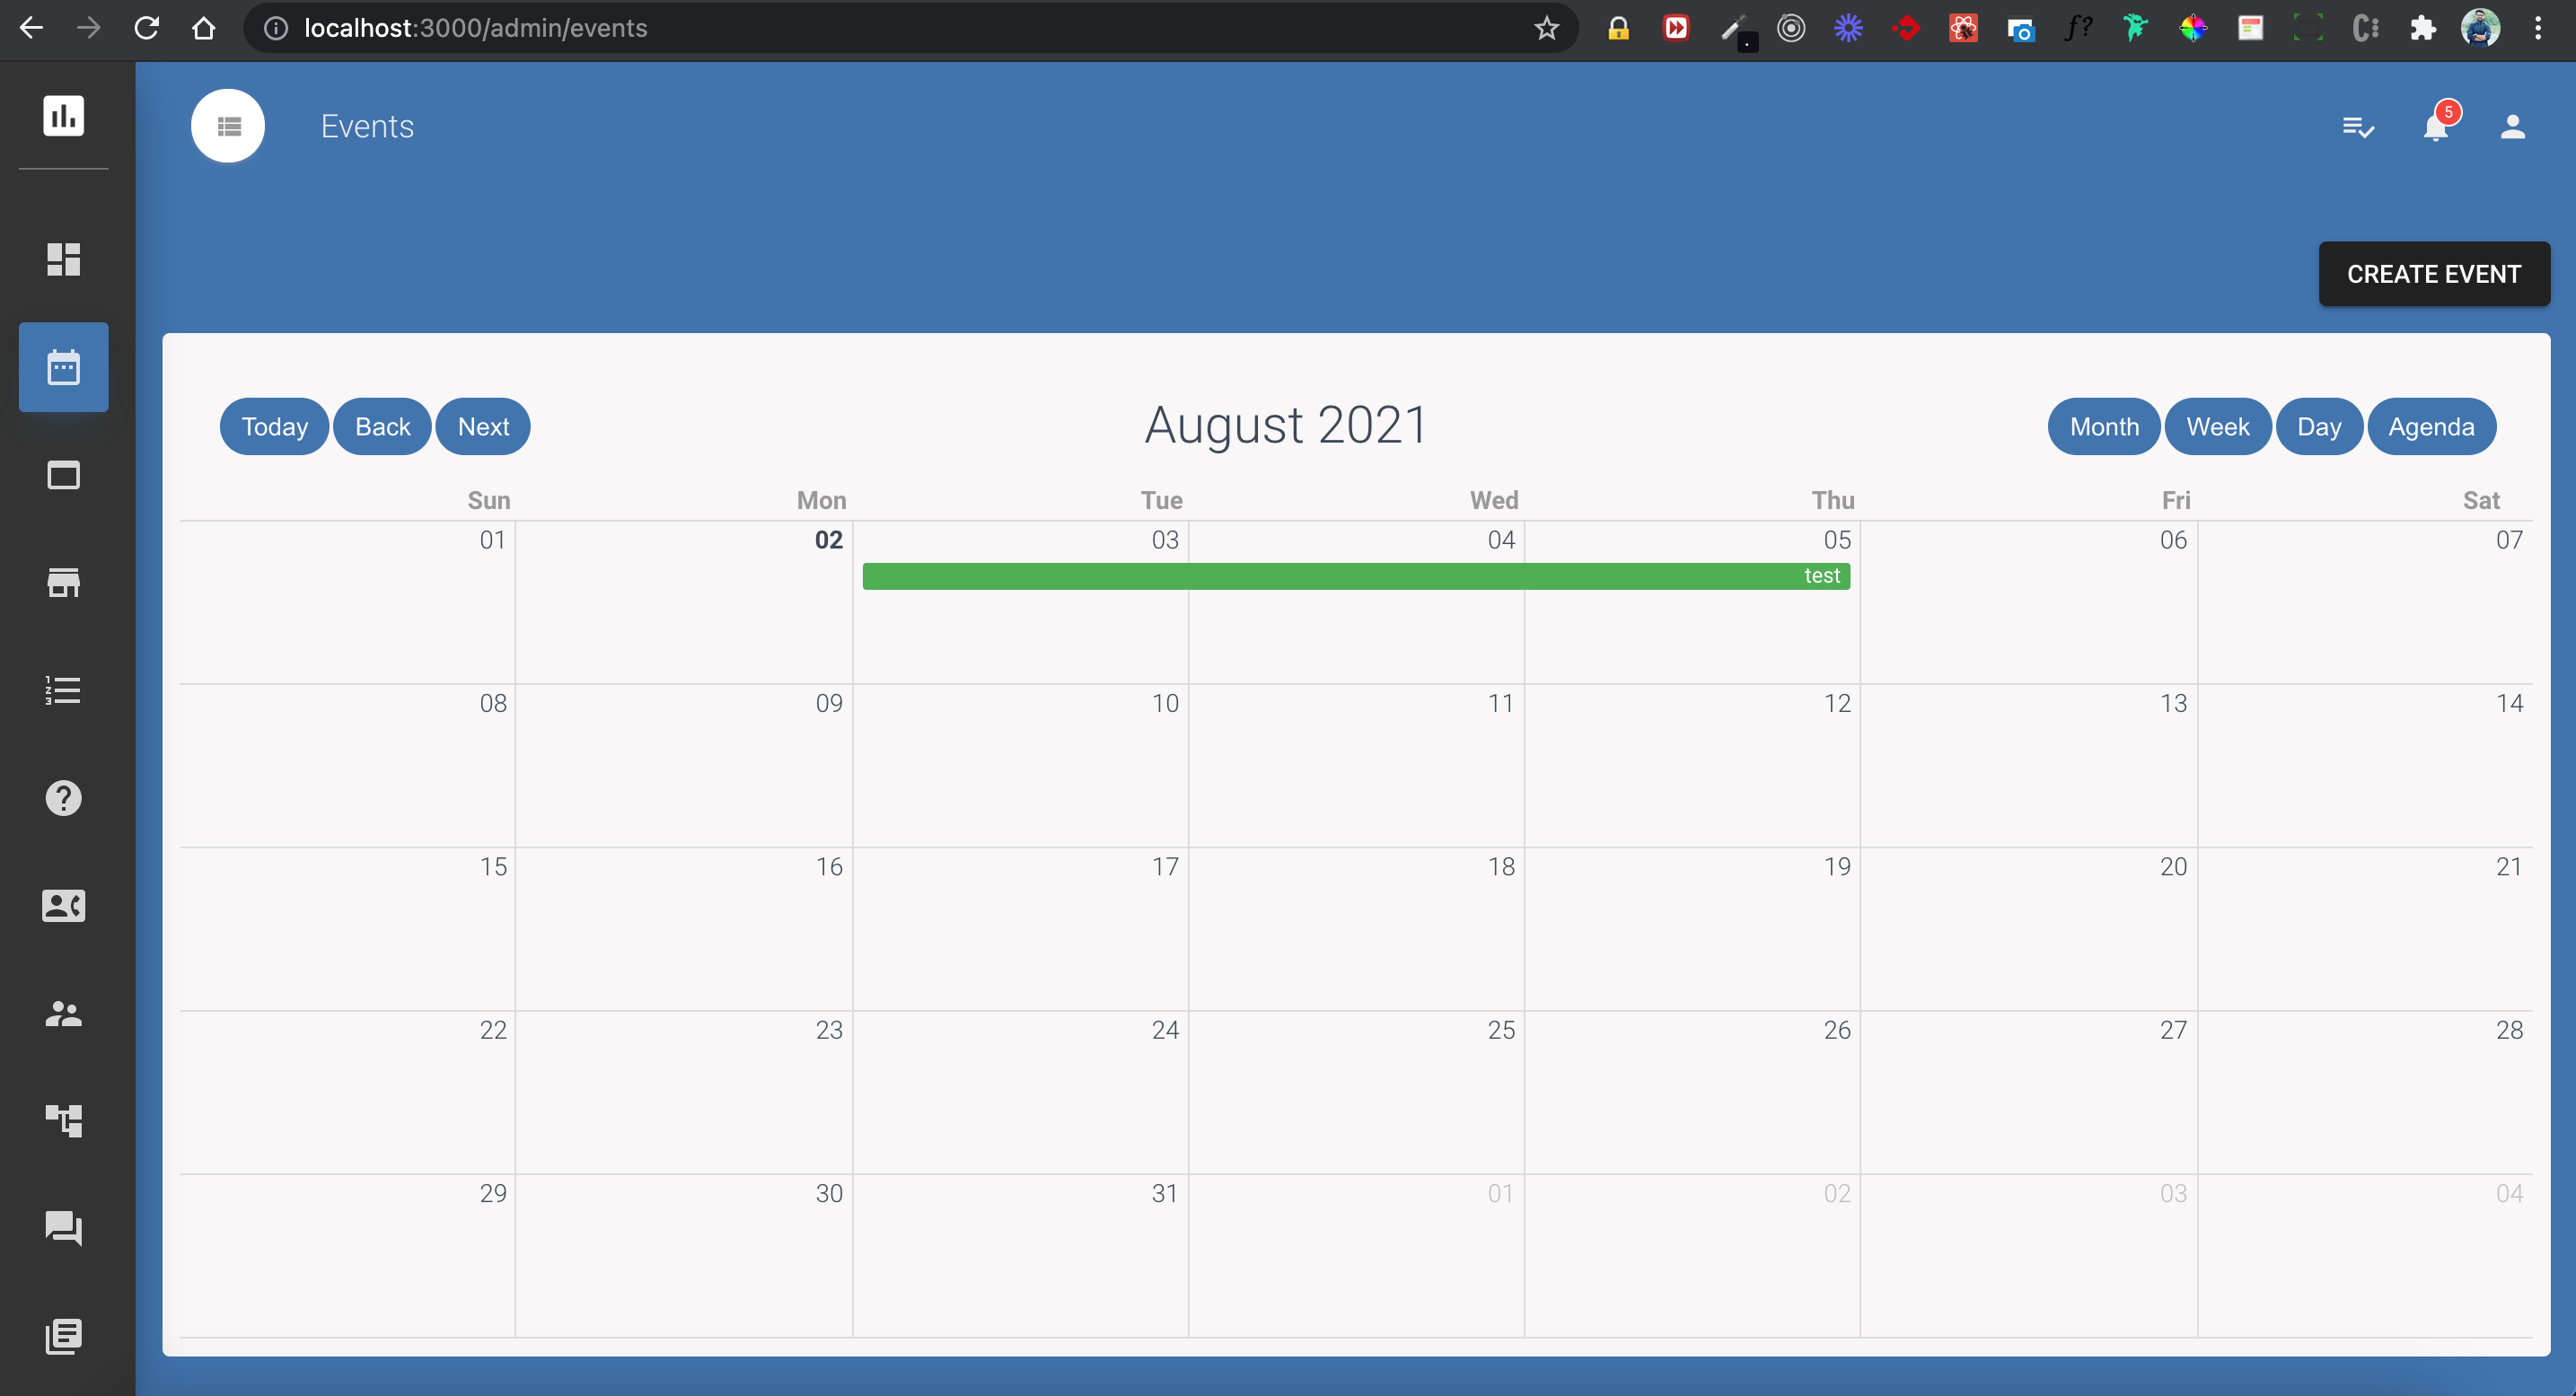 localhost:3000/admin/events
f?
Events
5
CREATE EVENT
Today Back Next
August 2021
Month Week Day Agenda
Sun Mon Tue Wed Thu Fri Sat
01 02 03 04 05 06 07
test
08 09 10 11 12 13 14
15 16 17 18 19 20 21
22 23 24 25 26 27 28
29 30 31 01 02 03 04